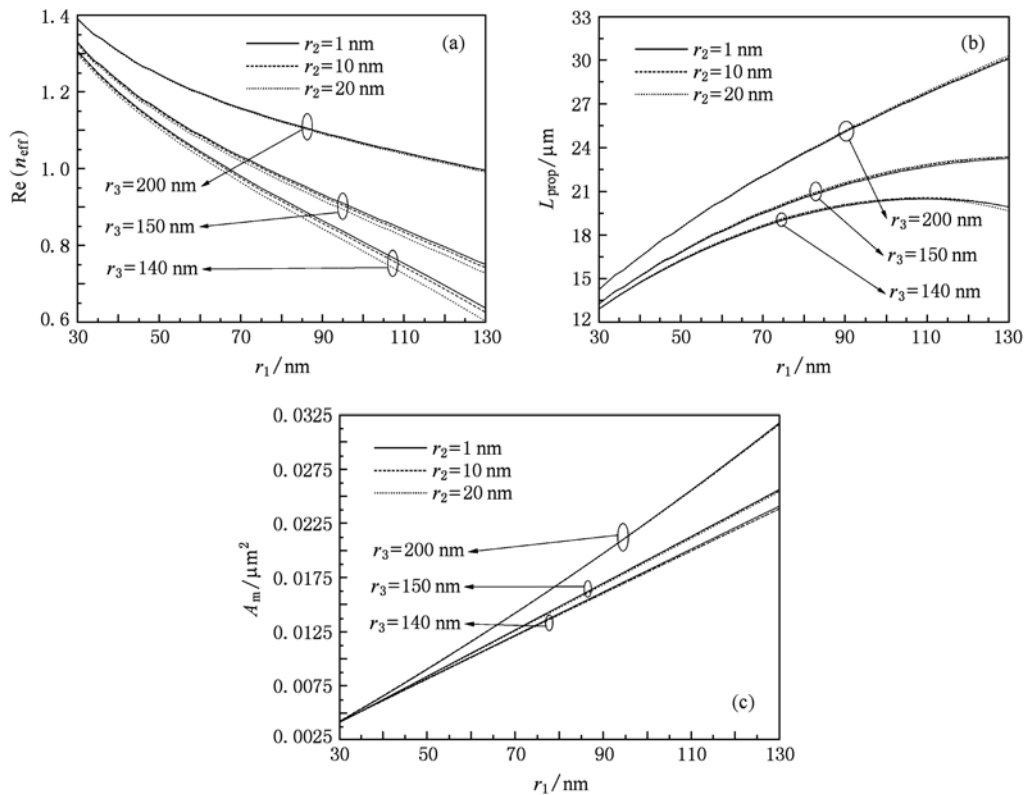 (a)
r₂=1 nm
r₂=10 nm
r₂=20 nm
r₃=200 nm
r₃=150 nm
r₃=140 nm
Re(n_eff)
1.4
1.2
1.0
0.8
0.6
30 50 70 90 110 130
r₁/nm
(b)
r₂=1 nm
r₂=10 nm
r₂=20 nm
r₃=200 nm
r₃=150 nm
r₃=140 nm
L_prop/μm
33
30
27
24
21
18
15
12
30 50 70 90 110 130
r₁/nm
r₂=1 nm
r₂=10 nm
r₂=20 nm
r₃=200 nm
r₃=150 nm
r₃=140 nm
(c)
A_m/μm²
0.0325
0.0275
0.0225
0.0175
0.0125
0.0075
0.0025
30 50 70 90 110 130
r₁/nm